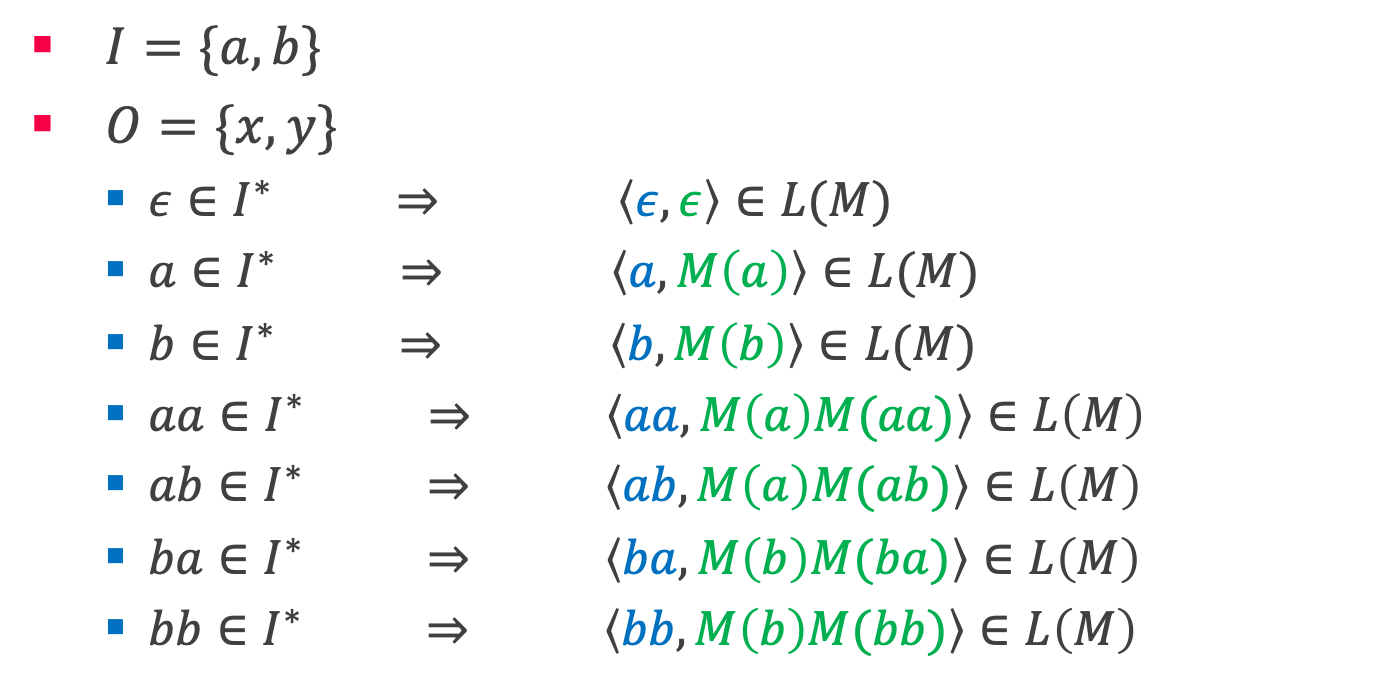 ▪ I = {a, b}
▪ O = {x, y}
▪ ϵ ∈ I* ⇒ ⟨ϵ, ϵ⟩ ∈ L(M)
▪ a ∈ I* ⇒ ⟨a, M(a)⟩ ∈ L(M)
▪ b ∈ I* ⇒ ⟨b, M(b)⟩ ∈ L(M)
▪ aa ∈ I* ⇒ ⟨aa, M(a)M(aa)⟩ ∈ L(M)
▪ ab ∈ I* ⇒ ⟨ab, M(a)M(ab)⟩ ∈ L(M)
▪ ba ∈ I* ⇒ ⟨ba, M(b)M(ba)⟩ ∈ L(M)
▪ bb ∈ I* ⇒ ⟨bb, M(b)M(bb)⟩ ∈ L(M)